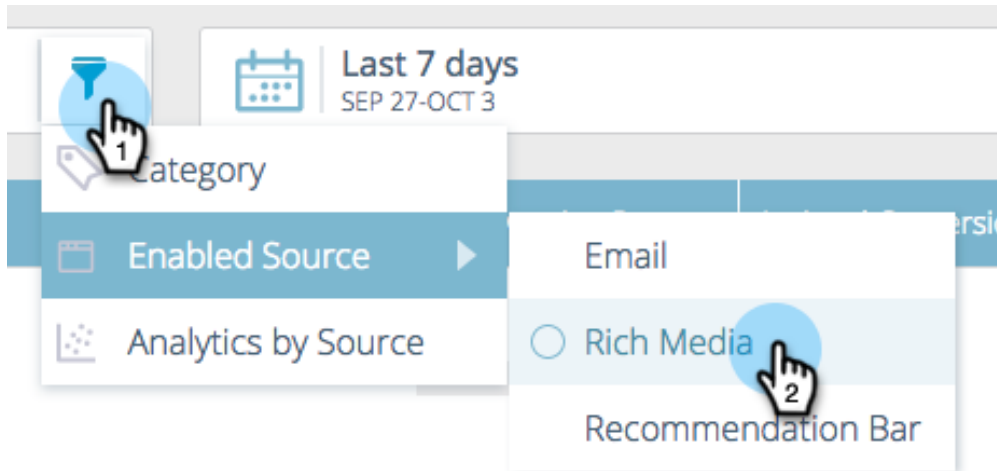 Last 7 days
SEP 27-OCT 3
1
Category
Enabled Source
Email
Analytics by Source
Rich Media
2
Recommendation Bar